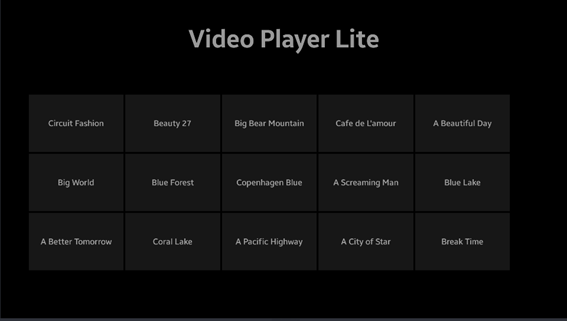 Video Player Lite
Circuit Fashion
Beauty 27
Big Bear Mountain
Cafe de L'amour
A Beautiful Day
Big World
Blue Forest
Copenhagen Blue
A Screaming Man
Blue Lake
A Better Tomorrow
Coral Lake
A Pacific Highway
A City of Star
Break Time